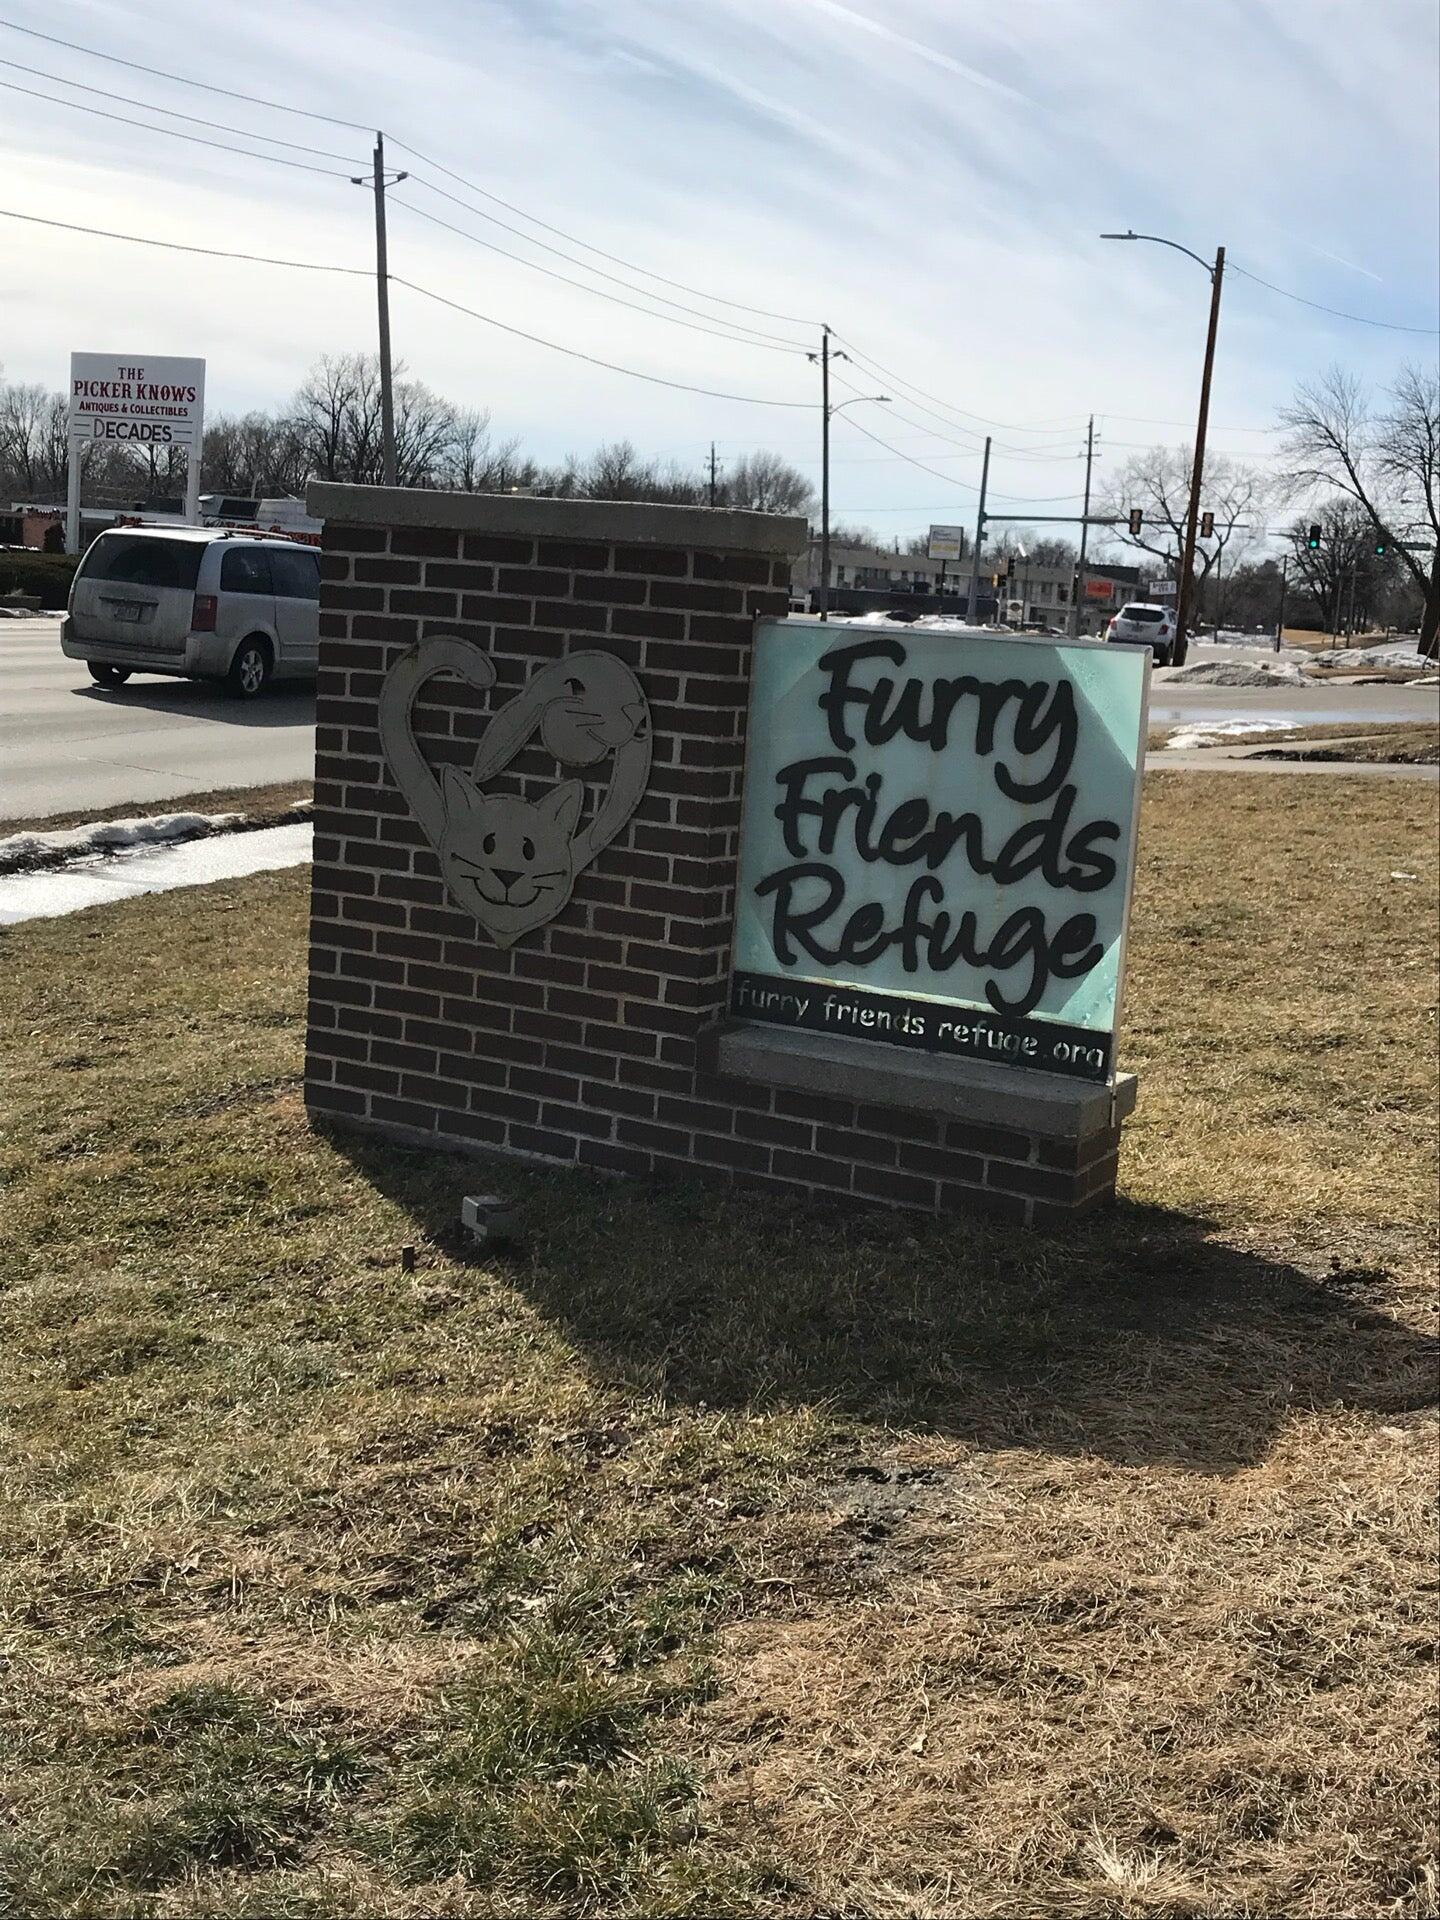 THE
PICKER KNOWS
ANTIQUES & COLLECTIBLES
DECADES
Furry
Friends
Refuge
furry friends refuge.org